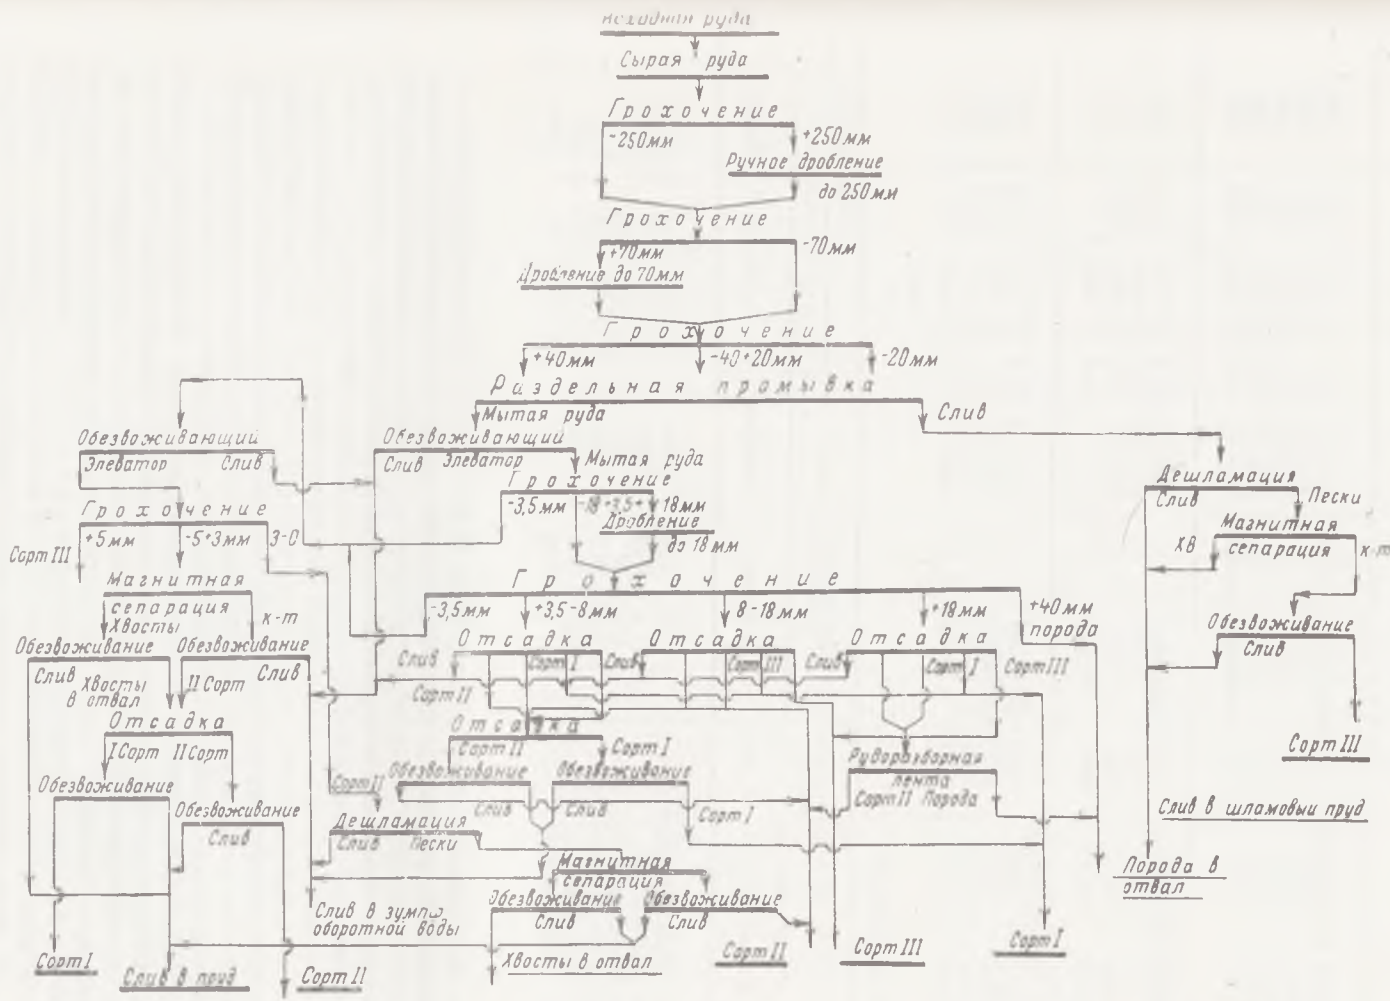 Исходная руда
Сырая руда
Грохочение
-250мм
+250мм
Ручное дробление
до 250мм
Грохочение
+70мм
-70мм
Дробление до 70мм
Грохочение
+40мм
-40+20мм
-20мм
Раздельная промывка
Мытая руда
Слив
Обезвоживающий
Элеватор
Слив
Обезвоживающий
Слив
Элеватор
Мытая руда
Дешламация
Слив
Пески
Грохочение
-3,5мм
-18+3,5
+18мм
Дробление
до 18мм
Грохочение
+5мм
-5+3мм
3-0
Сорт III
Магнитная
сепарация
ХВ
к-т
Магнитная
сепарация
Хвосты
к-т
Грохочение
-3,5мм
+3,5-8мм
8-18мм
+18мм
+40мм
порода
Обезвоживание
Слив
Обезвоживание
Обезвоживание
Слив
Хвосты
в отвал
II Сорт
Слив
Отсадка
Отсадка
Отсадка
Слив
Сорт I
Слив
Сорт III
Слив
Сорт I
Сорт III
Сорт II
Отсадка
I Сорт
II Сорт
Отсадка
Сорт II
Сорт I
Сорт III
Обезвоживание
Обезвоживание
Слив
Сорт II
Обезвоживание
Обезвоживание
Слив
Слив
Сорт I
Рудоразборная
лента
Сорт II
Порода
Слив в шламовый пруд
Дешламация
Слив
Пески
Магнитная
сепарация
Порода в
отвал
Обезвоживание
Обезвоживание
Слив
Слив
Слив в зумпф
оборотной воды
Сорт I
Слив в пруд
Сорт II
Хвосты в отвал
Сорт II
Сорт III
Сорт I